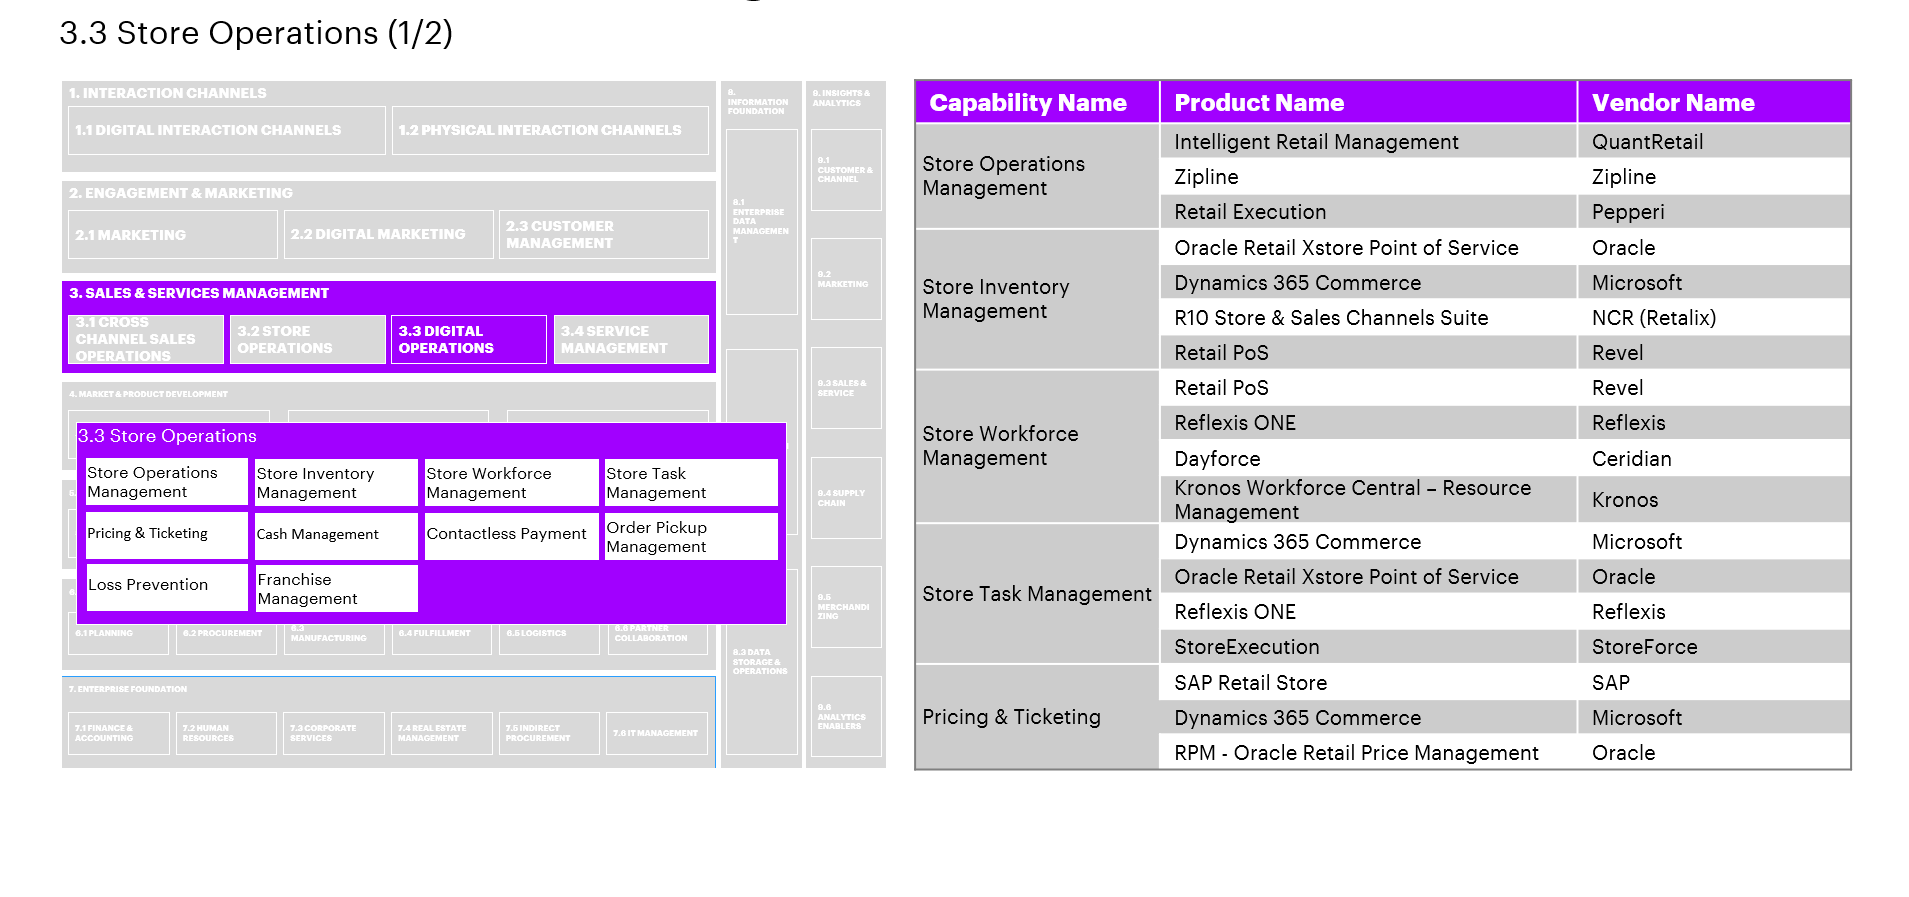 3.3 Store Operations (1/2)
1. INTERACTION CHANNELS
1.1 DIGITAL INTERACTION CHANNELS
1.2 PHYSICAL INTERACTION CHANNELS
2. ENGAGEMENT & MARKETING
2.1 MARKETING
2.2 DIGITAL MARKETING
2.3 CUSTOMER
MANAGEMENT
3. SALES & SERVICES MANAGEMENT
3.1 CROSS
CHANNEL SALES
OPERATIONS
3.2 STORE
OPERATIONS
3.3 DIGITAL
OPERATIONS
3.4 SERVICE
MANAGEMENT
4. MARKET & PRODUCT DEVELOPMENT
3.3 Store Operations
Store Operations
Management
Store Inventory
Management
Store Workforce
Management
Store Task
Management
Pricing & Ticketing
Cash Management
Contactless Payment
Order Pickup
Management
Loss Prevention
Franchise
Management
6.1 PLANNING
6.2 PROCUREMENT
6.3
MANUFACTURING
6.4 FULFILLMENT
6.5 LOGISTICS
6.6 PARTNER
COLLABORATION
7. ENTERPRISE FOUNDATION
7.1 FINANCE &
ACCOUNTING
7.2 HUMAN
RESOURCES
7.3 CORPORATE
SERVICES
7.4 REAL ESTATE
MANAGEMENT
7.5 INDIRECT
PROCUREMENT
7.6 IT MANAGEMENT
8.
INFORMATION
FOUNDATION
8.1
ENTERPRISE
DATA
MANAGEMEN
T
8.3 DATA
STORAGE &
OPERATIONS
9. INSIGHTS &
ANALYTICS
9.1
CUSTOMER &
CHANNEL
9.2
MARKETING
9.3 SALES &
SERVICE
9.4 SUPPLY
CHAIN
9.5
MERCHANDI
ZING
9.6
ANALYTICS
ENABLERS
Capability Name Product Name Vendor Name
Store Operations
Management
Intelligent Retail Management QuantRetail
Zipline Zipline
Retail Execution Pepperi
Store Inventory
Management
Oracle Retail Xstore Point of Service Oracle
Dynamics 365 Commerce Microsoft
R10 Store & Sales Channels Suite NCR (Retalix)
Retail PoS Revel
Store Workforce
Management
Retail PoS Revel
Reflexis ONE Reflexis
Dayforce Ceridian
Kronos Workforce Central – Resource
Management
Kronos
Store Task Management
Dynamics 365 Commerce Microsoft
Oracle Retail Xstore Point of Service Oracle
Reflexis ONE Reflexis
StoreExecution StoreForce
Pricing & Ticketing
SAP Retail Store SAP
Dynamics 365 Commerce Microsoft
RPM - Oracle Retail Price Management Oracle